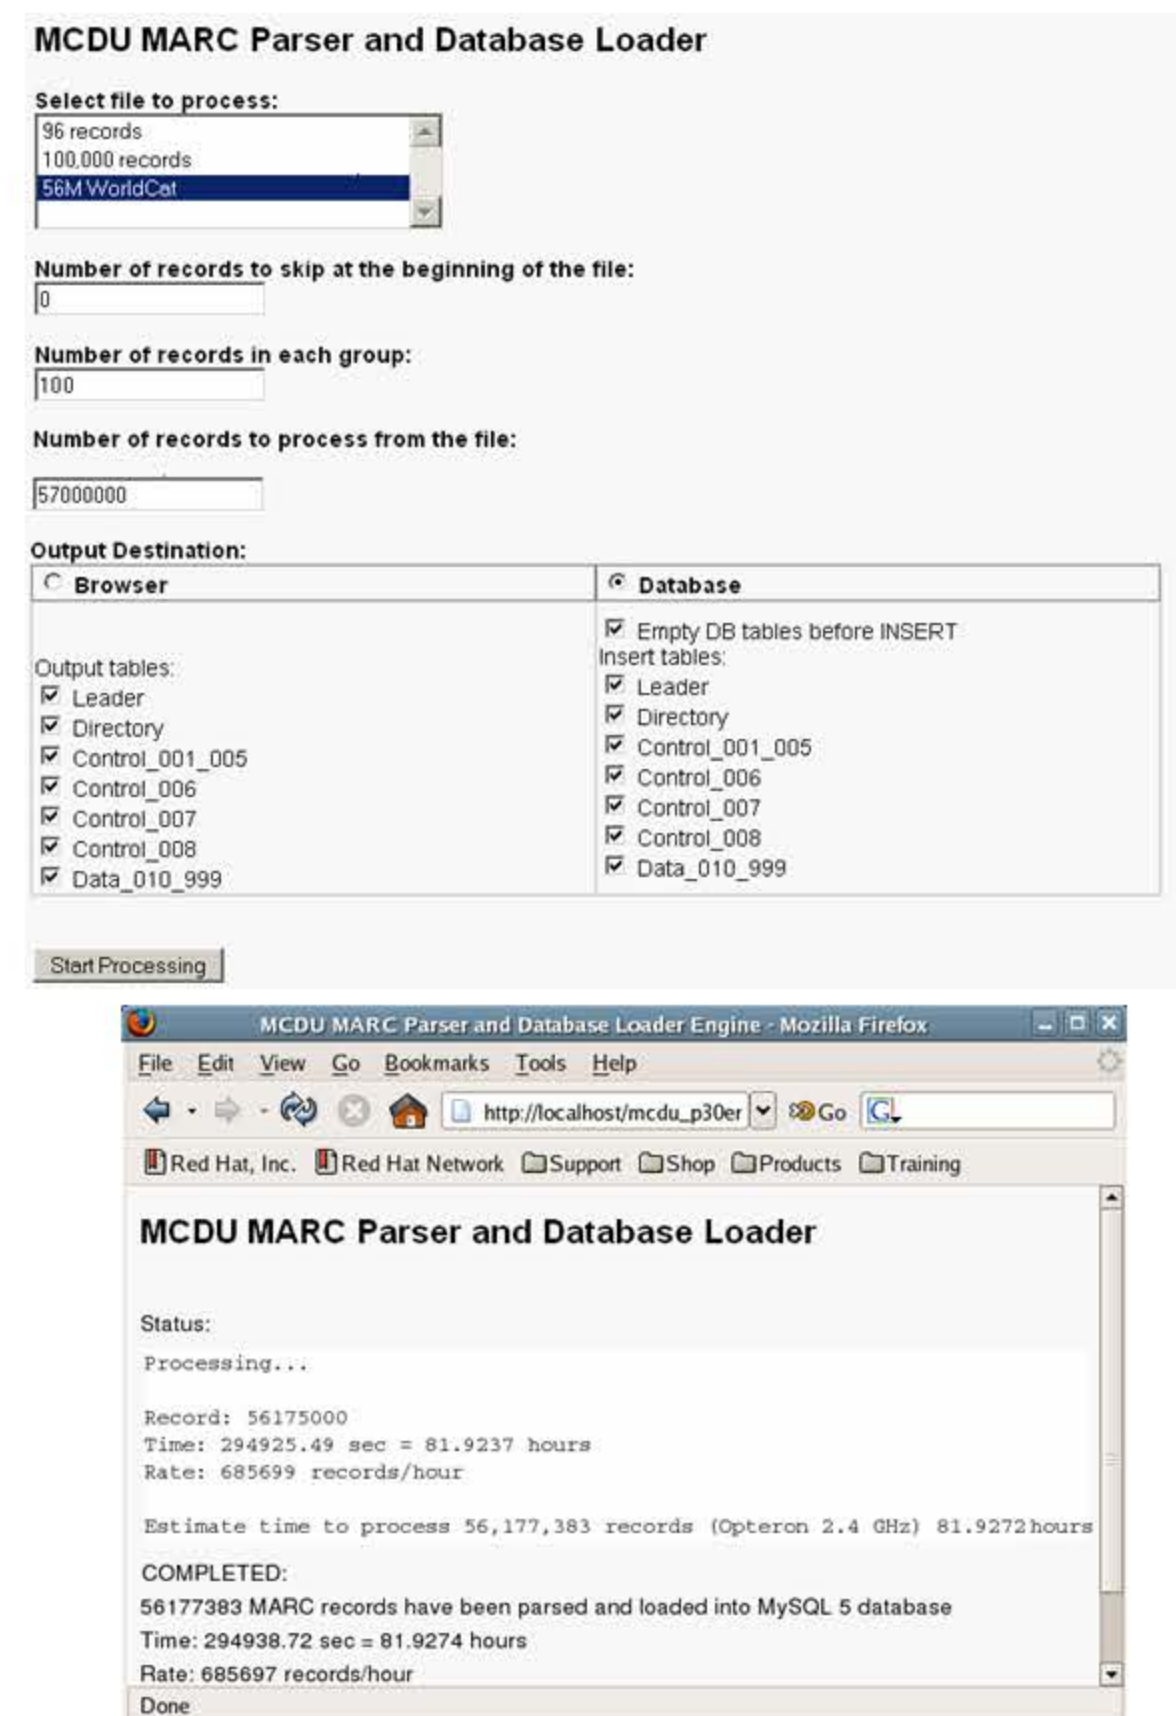 MCDU MARC Parser and Database Loader
Select file to process:
96 records
100,000 records
56M WorldCat
Number of records to skip at the beginning of the file:
0
Number of records in each group:
100
Number of records to process from the file:
57000000
Output Destination:
Browser
Output tables:
Leader
Directory
Control_001_005
Control_006
Control_007
Control_008
Data_010_999
Database
Empty DB tables before INSERT
Insert tables:
Leader
Directory
Control_001_005
Control_006
Control_007
Control_008
Data_010_999
Start Processing
MCDU MARC Parser and Database Loader Engine - Mozilla Firefox
File Edit View Go Bookmarks Tools Help
http://localhost/mcdu_p30er Go G
Red Hat, Inc. Red Hat Network Support Shop Products Training
MCDU MARC Parser and Database Loader
Status:
Processing...
Record: 56175000
Time: 294925.49 sec = 81.9237 hours
Rate: 685699 records/hour
Estimate time to process 56,177,383 records (Opteron 2.4 GHz) 81.9272 hours
COMPLETED:
56177383 MARC records have been parsed and loaded into MySQL 5 database
Time: 294938.72 sec = 81.9274 hours
Rate: 685697 records/hour
Done